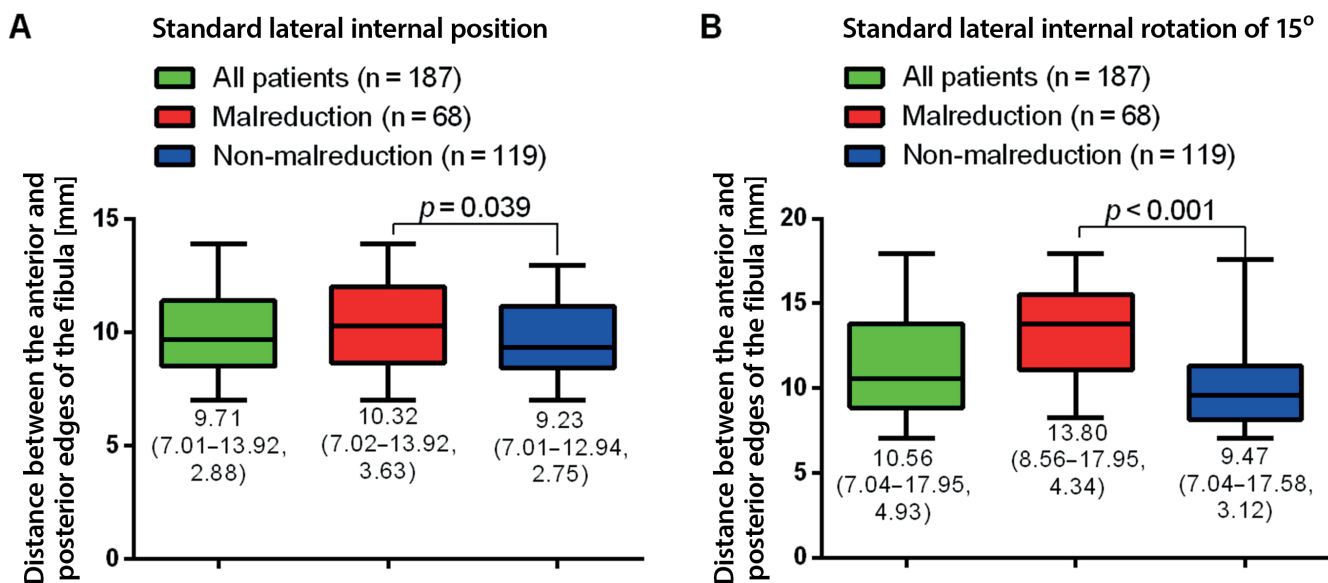 A
Standard lateral internal position
All patients (n = 187)
Malreduction (n = 68)
Non-malreduction (n = 119)
Distance between the anterior and
posterior edges of the fibula [mm]
15
10
5
0
p = 0.039
9.71
(7.01–13.92,
2.88)
10.32
(7.02–13.92,
3.63)
9.23
(7.01–12.94,
2.75)
B
Standard lateral internal rotation of 15°
All patients (n = 187)
Malreduction (n = 68)
Non-malreduction (n = 119)
Distance between the anterior and
posterior edges of the fibula [mm]
20
15
10
5
0
p < 0.001
10.56
(7.04–17.95,
4.93)
13.80
(8.56–17.95,
4.34)
9.47
(7.04–17.58,
3.12)